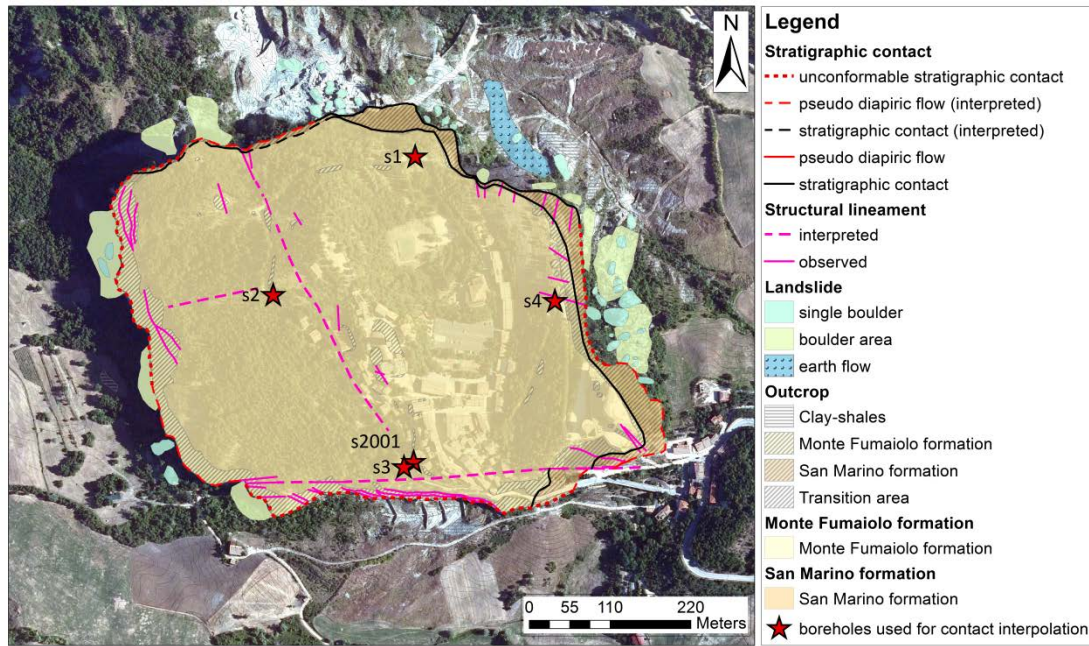 N
s1
s2
s4
s2001
s3
0 55 110 220
Meters
Legend
Stratigraphic contact
unconformable stratigraphic contact
pseudo diapiric flow (interpreted)
stratigraphic contact (interpreted)
pseudo diapiric flow
stratigraphic contact
Structural lineament
interpreted
observed
Landslide
single boulder
boulder area
earth flow
Outcrop
Clay-shales
Monte Fumaiolo formation
San Marino formation
Transition area
Monte Fumaiolo formation
Monte Fumaiolo formation
San Marino formation
San Marino formation
boreholes used for contact interpolation